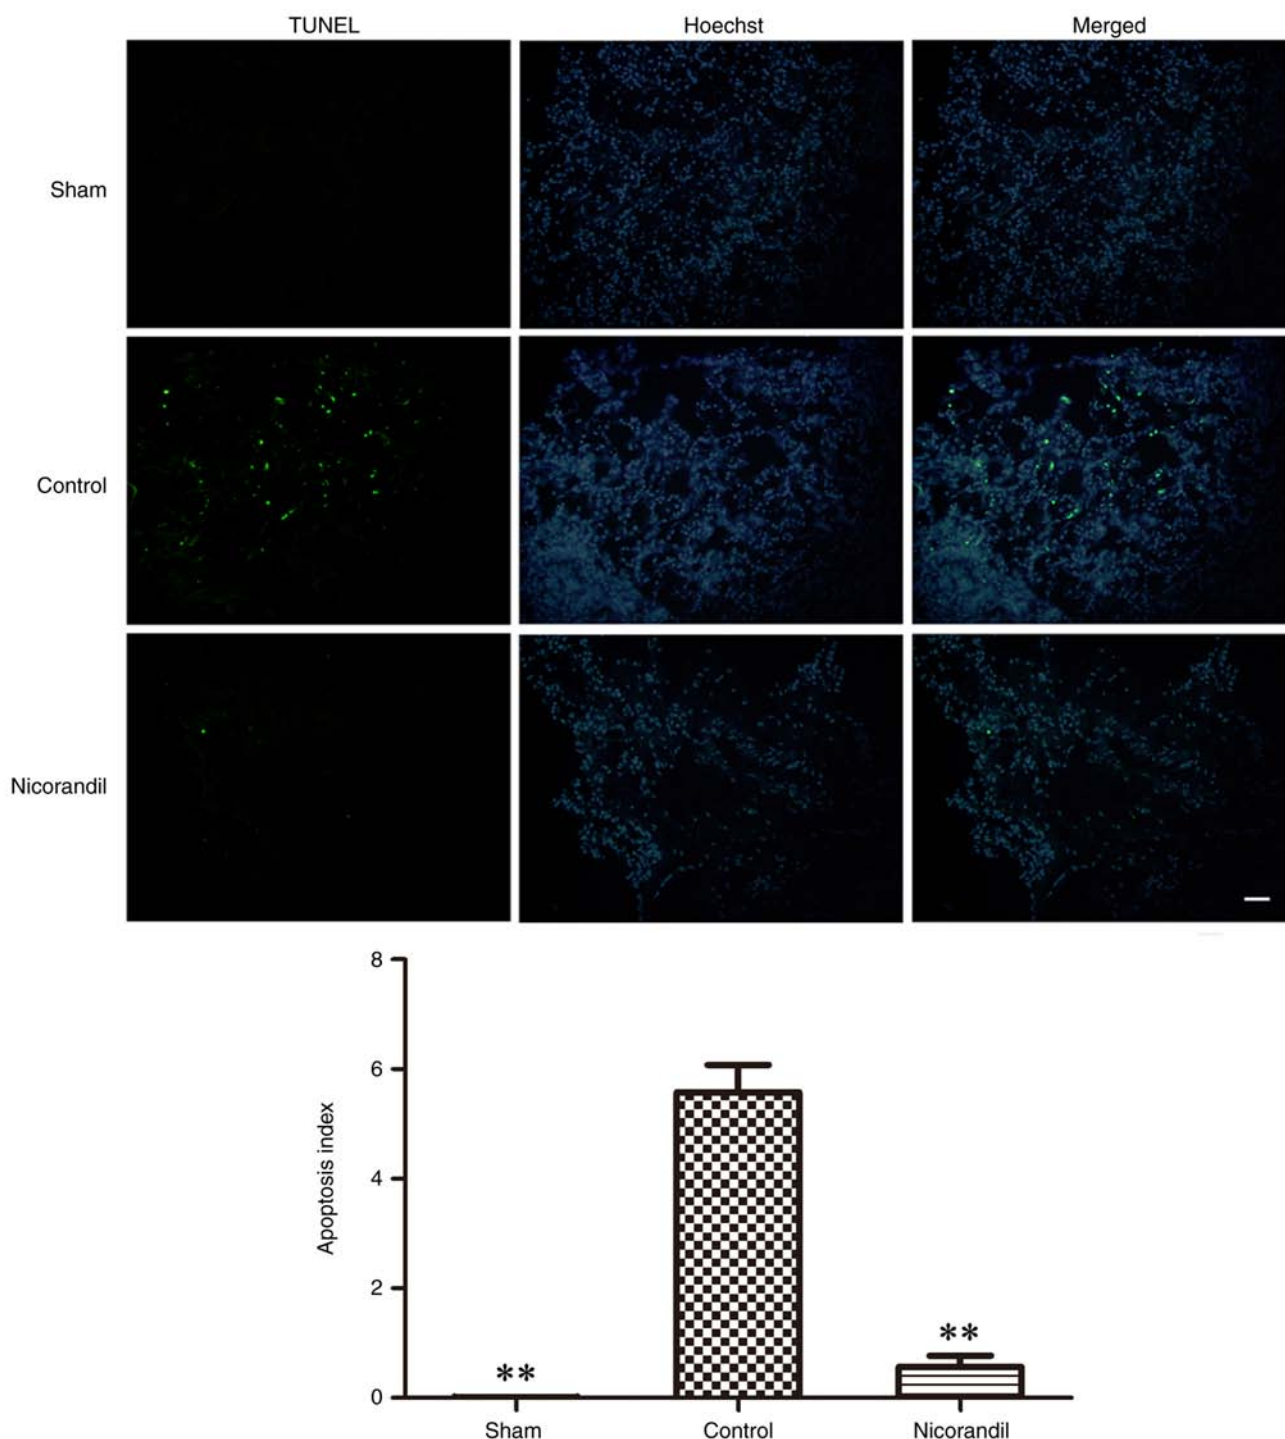 TUNEL Hoechst Merged
Sham
Control
Nicorandil
8
6
4
2
0
Apoptosis index
**
**
Sham Control Nicorandil